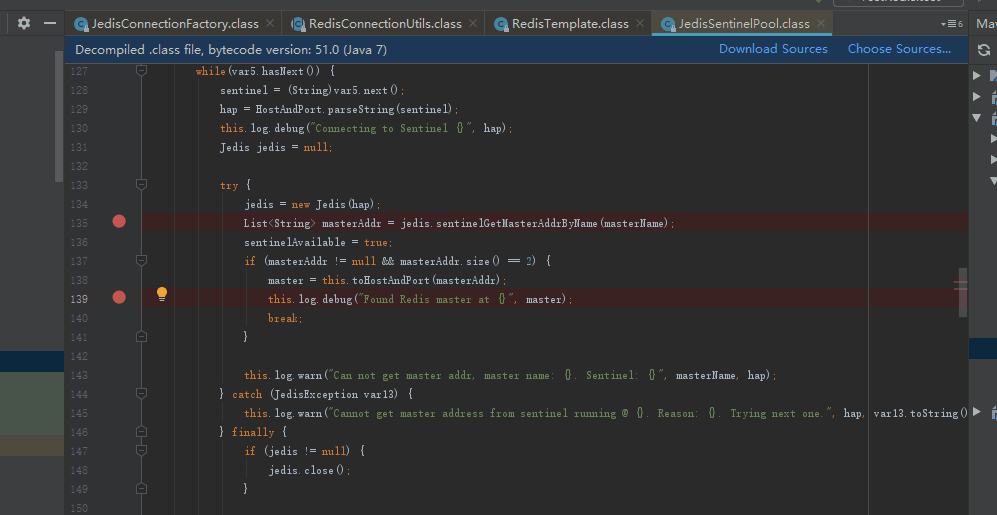 JedisConnectionFactory.class
RedisConnectionUtils.class
RedisTemplate.class
JedisSentinelPool.class
6
Decompiled .class file, bytecode version: 51.0 (Java 7)
Download Sources
Choose Sources...
127 while(var5.hasNext()) {
128 sentinel = (String)var5.next();
129 hap = HostAndPort.parseString(sentinel);
130 this.log.debug("Connecting to Sentinel {}", hap);
131 Jedis jedis = null;
132
133 try {
134 jedis = new Jedis(hap);
135 List<String> masterAddr = jedis.sentinelGetMasterAddrByName(masterName);
136 sentinelAvailable = true;
137 if (masterAddr != null && masterAddr.size() == 2) {
138 master = this.toHostAndPort(masterAddr);
139 this.log.debug("Found Redis master at {}", master);
140 break;
141 }
142
143 this.log.warn("Can not get master addr, master name: {}. Sentinel: {}", masterName, hap);
144 } catch (JedisException var13) {
145 this.log.warn("Cannot get master address from sentinel running @ {}. Reason: {}. Trying next one.", hap, var13.toString()
146 } finally {
147 if (jedis != null) {
148 jedis.close();
149 }
150